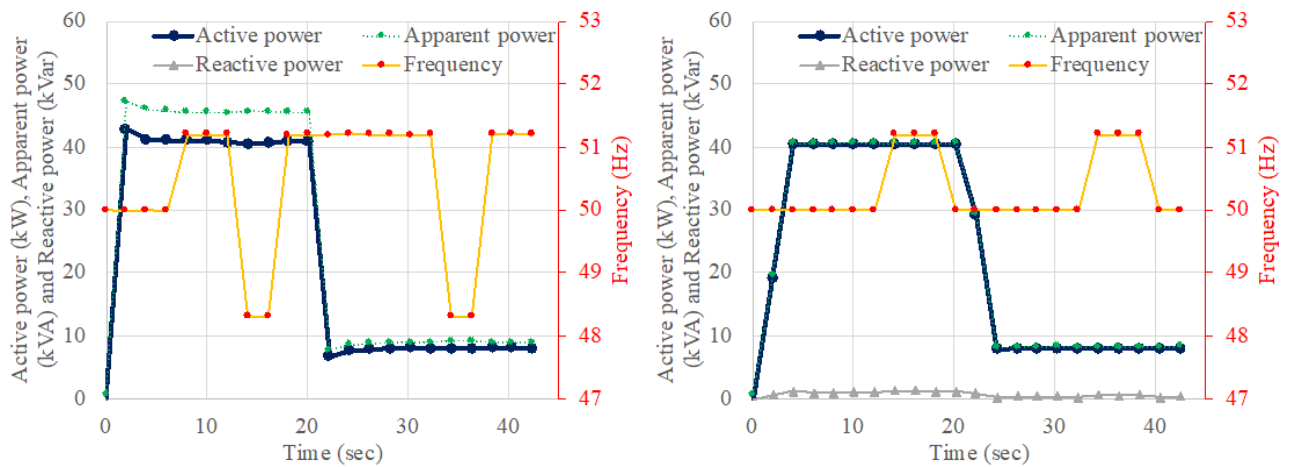 Active power (kW), Apparent power
(kVA) and Reactive power (kVar)
60
50
40
30
20
10
0
Active power
Apparent power
Reactive power
Frequency
53
52
51
50
49
48
47
Frequency (Hz)
0
10
20
30
40
Time (sec)
Active power (kW), Apparent power
(kVA) and Reactive power (kVar)
60
50
40
30
20
10
0
Active power
Apparent power
Reactive power
Frequency
53
52
51
50
49
48
47
Frequency (Hz)
0
10
20
30
40
Time (sec)